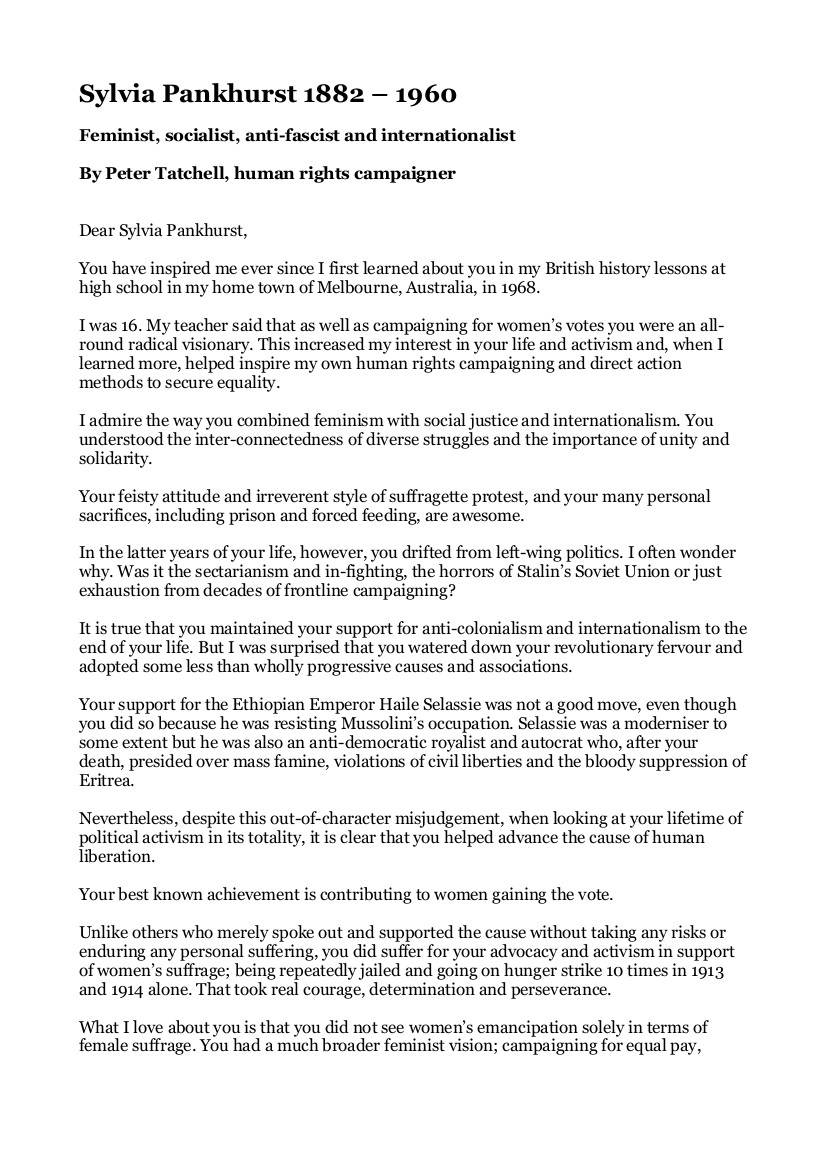 Sylvia Pankhurst 1882 – 1960
Feminist, socialist, anti-fascist and internationalist
By Peter Tatchell, human rights campaigner
Dear Sylvia Pankhurst,
You have inspired me ever since I first learned about you in my British history lessons at
high school in my home town of Melbourne, Australia, in 1968.
I was 16. My teacher said that as well as campaigning for women’s votes you were an all-
round radical visionary. This increased my interest in your life and activism and, when I
learned more, helped inspire my own human rights campaigning and direct action
methods to secure equality.
I admire the way you combined feminism with social justice and internationalism. You
understood the inter-connectedness of diverse struggles and the importance of unity and
solidarity.
Your feisty attitude and irreverent style of suffragette protest, and your many personal
sacrifices, including prison and forced feeding, are awesome.
In the latter years of your life, however, you drifted from left-wing politics. I often wonder
why. Was it the sectarianism and in-fighting, the horrors of Stalin’s Soviet Union or just
exhaustion from decades of frontline campaigning?
It is true that you maintained your support for anti-colonialism and internationalism to the
end of your life. But I was surprised that you watered down your revolutionary fervour and
adopted some less than wholly progressive causes and associations.
Your support for the Ethiopian Emperor Haile Selassie was not a good move, even though
you did so because he was resisting Mussolini’s occupation. Selassie was a moderniser to
some extent but he was also an anti-democratic royalist and autocrat who, after your
death, presided over mass famine, violations of civil liberties and the bloody suppression of
Eritrea.
Nevertheless, despite this out-of-character misjudgement, when looking at your lifetime of
political activism in its totality, it is clear that you helped advance the cause of human
liberation.
Your best known achievement is contributing to women gaining the vote.
Unlike others who merely spoke out and supported the cause without taking any risks or
enduring any personal suffering, you did suffer for your advocacy and activism in support
of women’s suffrage; being repeatedly jailed and going on hunger strike 10 times in 1913
and 1914 alone. That took real courage, determination and perseverance.
What I love about you is that you did not see women’s emancipation solely in terms of
female suffrage. You had a much broader feminist vision; campaigning for equal pay,